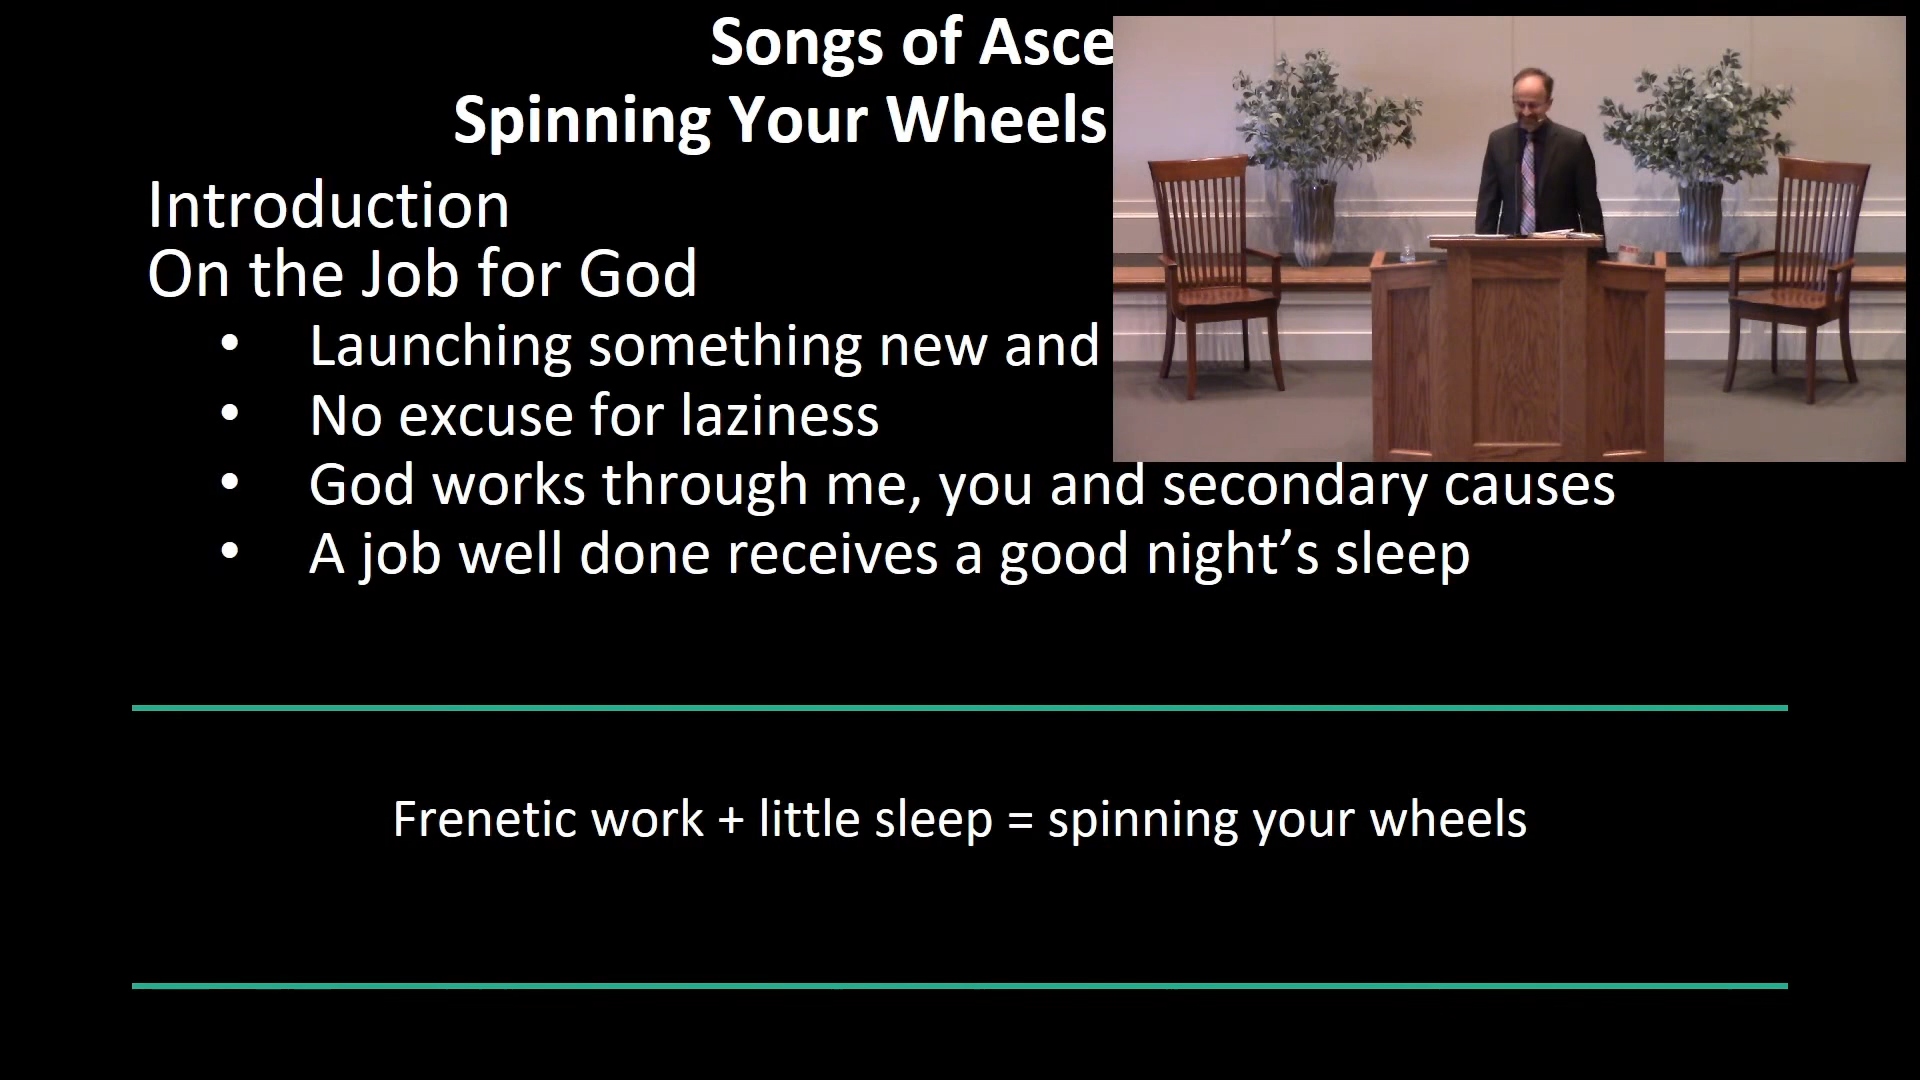 Songs of Asce
Spinning Your Wheels
Introduction
On the Job for God
• Launching something new and
• No excuse for laziness
• God works through me, you and secondary causes
• A job well done receives a good night’s sleep
Frenetic work + little sleep = spinning your wheels